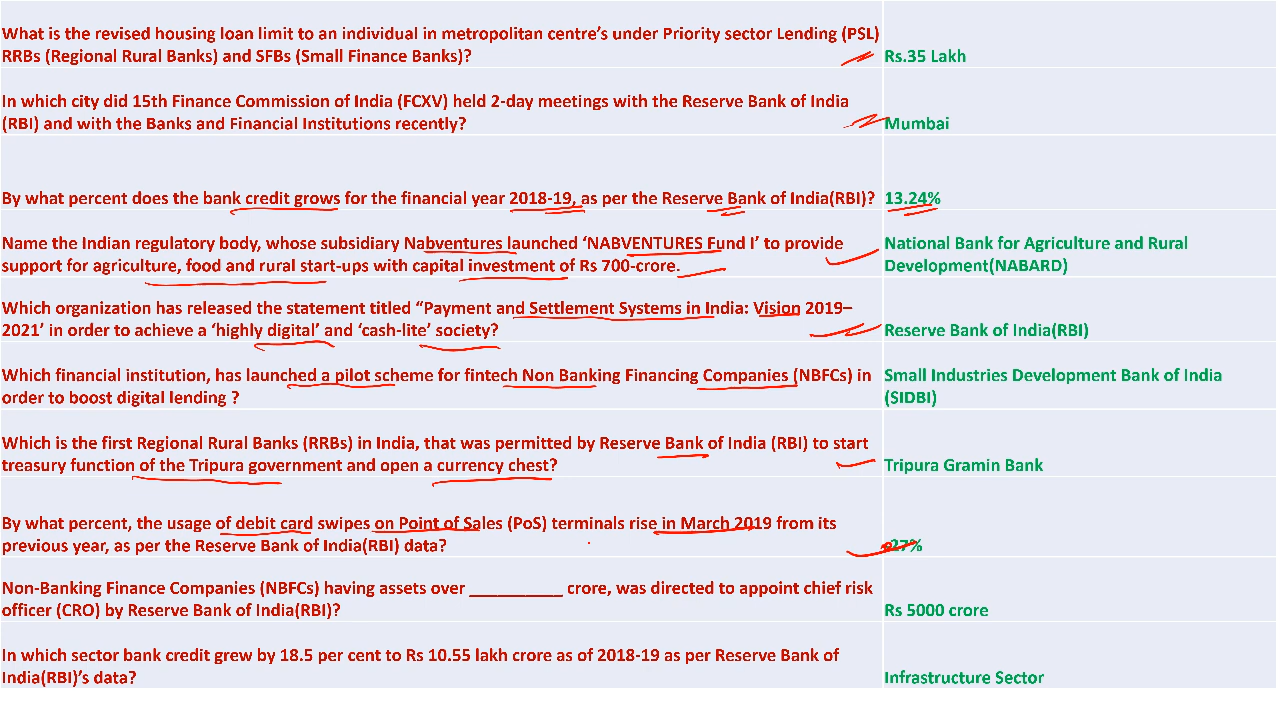 What is the revised housing loan limit to an individual in metropolitan centre's under Priority sector Lending (PSL)
RRBs (Regional Rural Banks) and SFBs (Small Finance Banks)?
Rs.35 Lakh
In which city did 15th Finance Commission of India (FCXV) held 2-day meetings with the Reserve Bank of India
(RBI) and with the Banks and Financial Institutions recently?
Mumbai
By what percent does the bank credit grows for the financial year 2018-19, as per the Reserve Bank of India(RBI)?
13.24%
Name the Indian regulatory body, whose subsidiary Nabventures launched ‘NABVENTURES Fund I’ to provide
support for agriculture, food and rural start-ups with capital investment of Rs 700-crore.
National Bank for Agriculture and Rural
Development(NABARD)
Which organization has released the statement titled “Payment and Settlement Systems in India: Vision 2019–
2021’ in order to achieve a ‘highly digital’ and ‘cash-lite’ society?
Reserve Bank of India(RBI)
Which financial institution, has launched a pilot scheme for fintech Non Banking Financing Companies (NBFCs) in
order to boost digital lending ?
Small Industries Development Bank of India
(SIDBI)
Which is the first Regional Rural Banks (RRBs) in India, that was permitted by Reserve Bank of India (RBI) to start
treasury function of the Tripura government and open a currency chest?
Tripura Gramin Bank
By what percent, the usage of debit card swipes on Point of Sales (PoS) terminals rise in March 2019 from its
previous year, as per the Reserve Bank of India(RBI) data?
27%
Non-Banking Finance Companies (NBFCs) having assets over __________ crore, was directed to appoint chief risk
officer (CRO) by Reserve Bank of India(RBI)?
Rs 5000 crore
In which sector bank credit grew by 18.5 per cent to Rs 10.55 lakh crore as of 2018-19 as per Reserve Bank of
India(RBI)’s data?
Infrastructure Sector